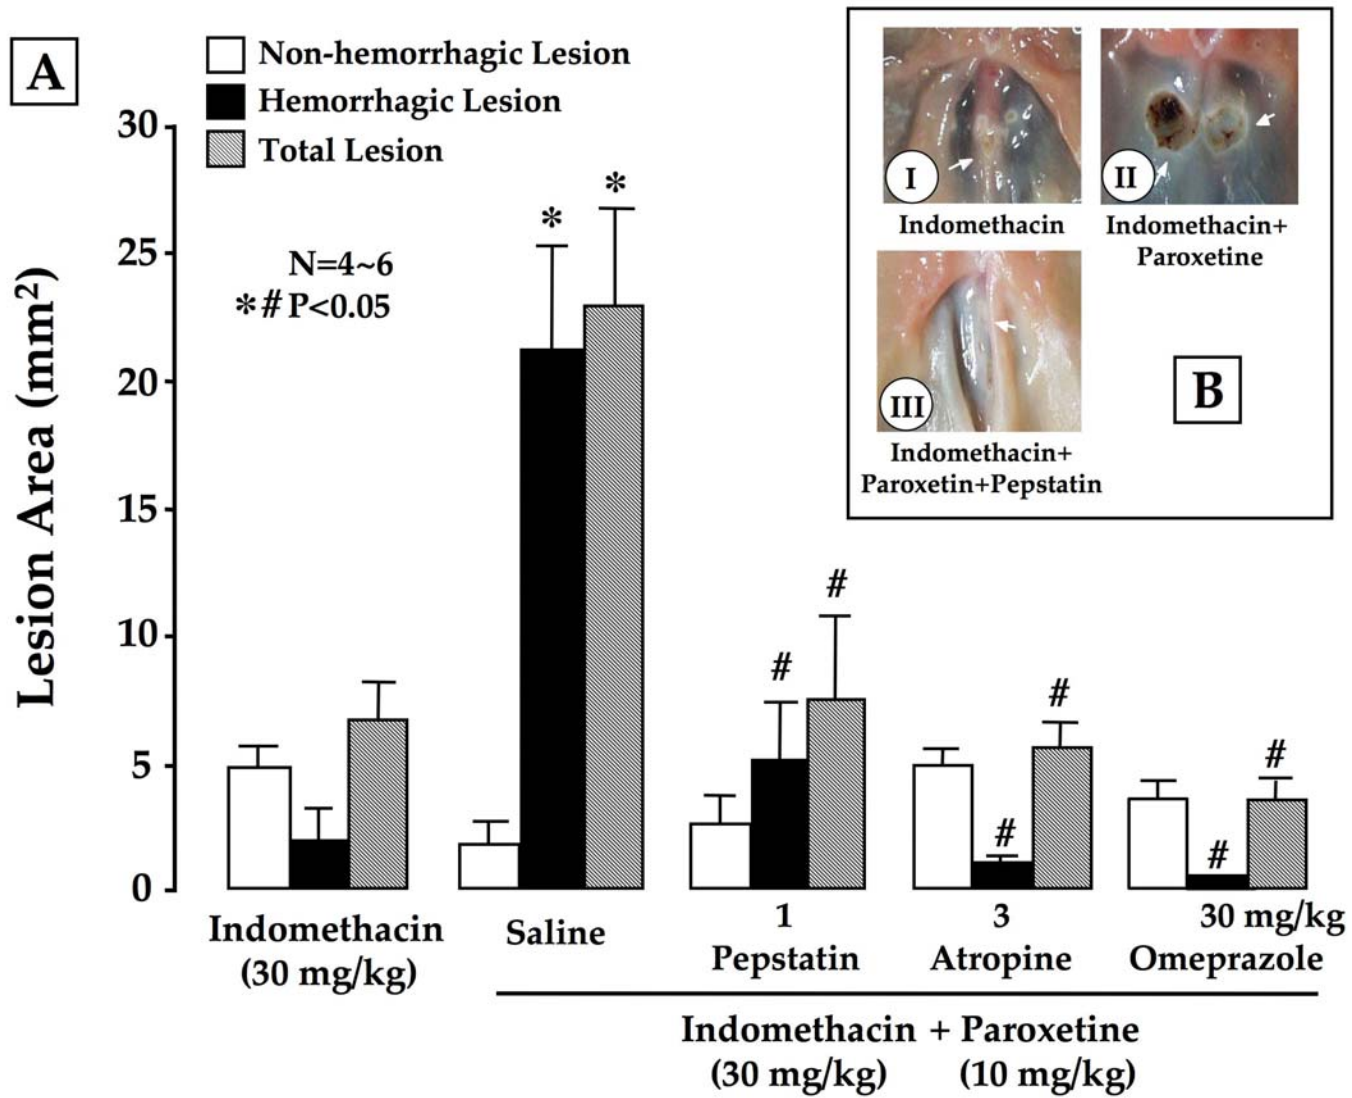 A
Non-hemorrhagic Lesion
Hemorrhagic Lesion
Total Lesion
N=4~6
*# P<0.05
Lesion Area (mm²)
30
25
20
15
10
5
0
*
*
#
#
#
#
#
#
Indomethacin
(30 mg/kg)
Saline
1
Pepstatin
3
Atropine
30 mg/kg
Omeprazole
Indomethacin + Paroxetine
(30 mg/kg) (10 mg/kg)
I
Indomethacin
II
Indomethacin+
Paroxetine
III
Indomethacin+
Paroxetin+Pepstatin
B